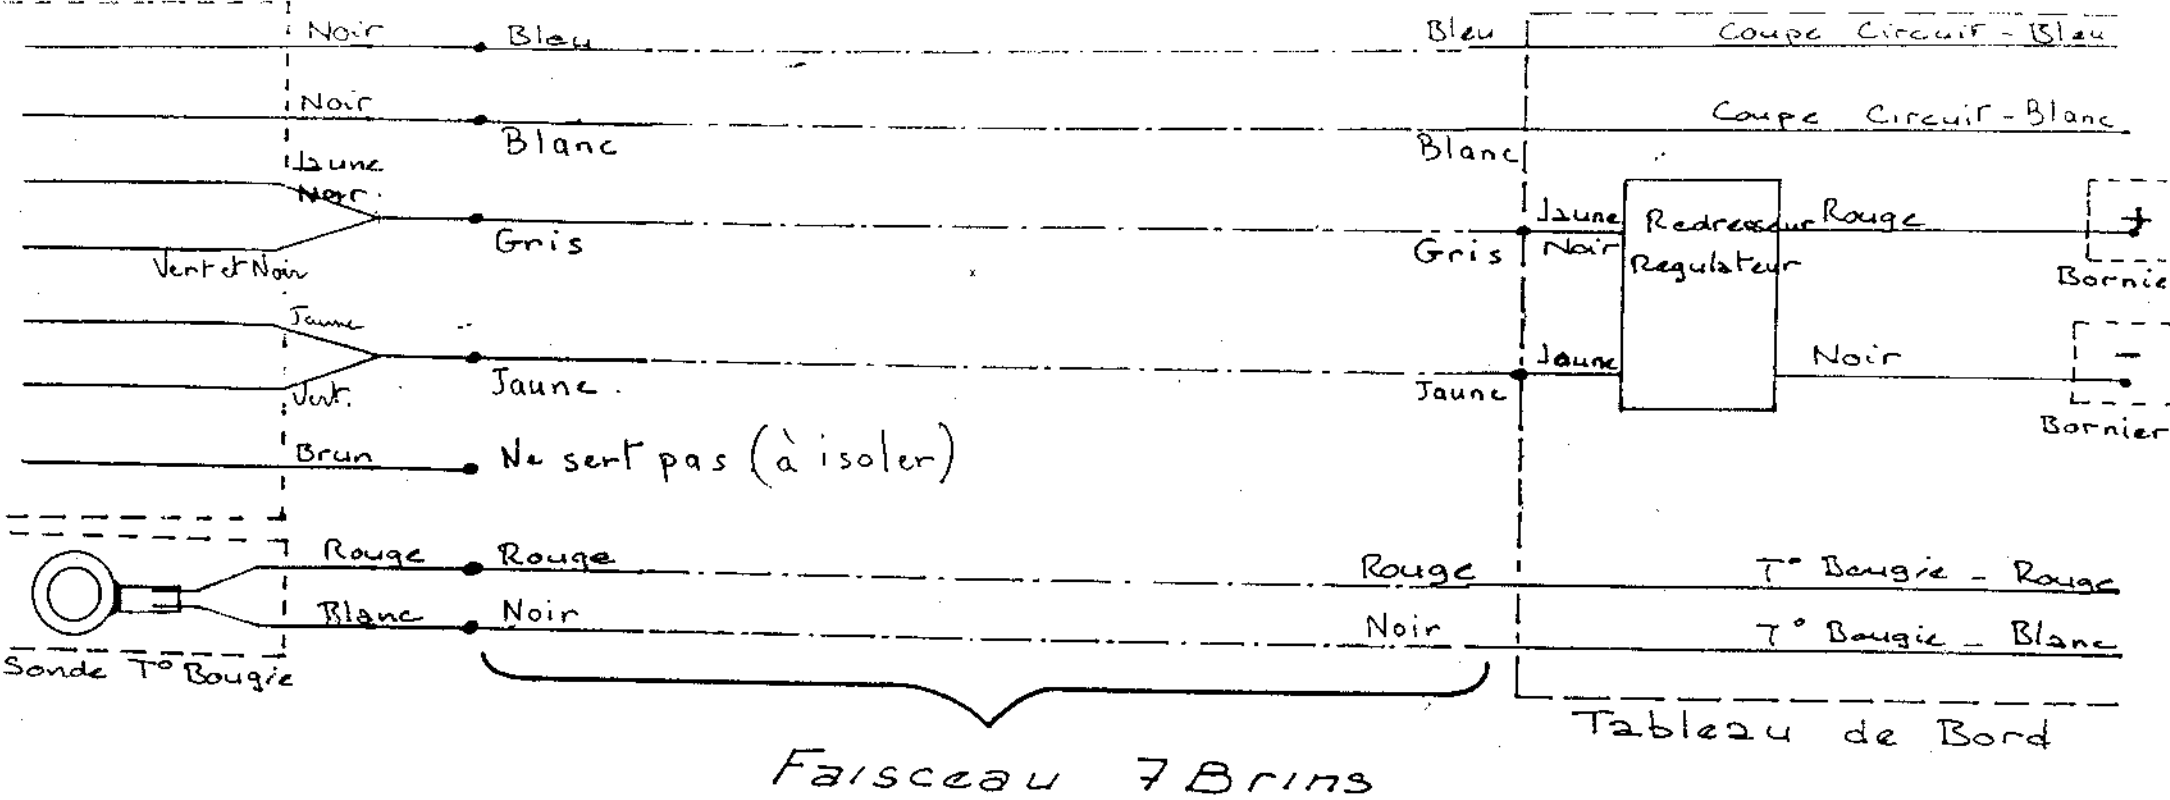 Noir Bleu Bleu Coupe Circuit - Bleu
Noir Coupe Circuit - Blanc
Blanc Blanc
Jaune
Noir Jaune Redresseur Rouge +
Gris Gris Noir Régulateur
Vert et Noir Bornie
Jaune
Jaune Noir -
Vert. Jaune. Jaune
Bornier
Brun Ne sert pas (à isoler)
Rouge Rouge Rouge T° Bougie - Rouge
Blanc Noir Noir T° Bougie - Blanc
Sonde T° Bougie
Tableau de Bord
Faisceau 7 Brins